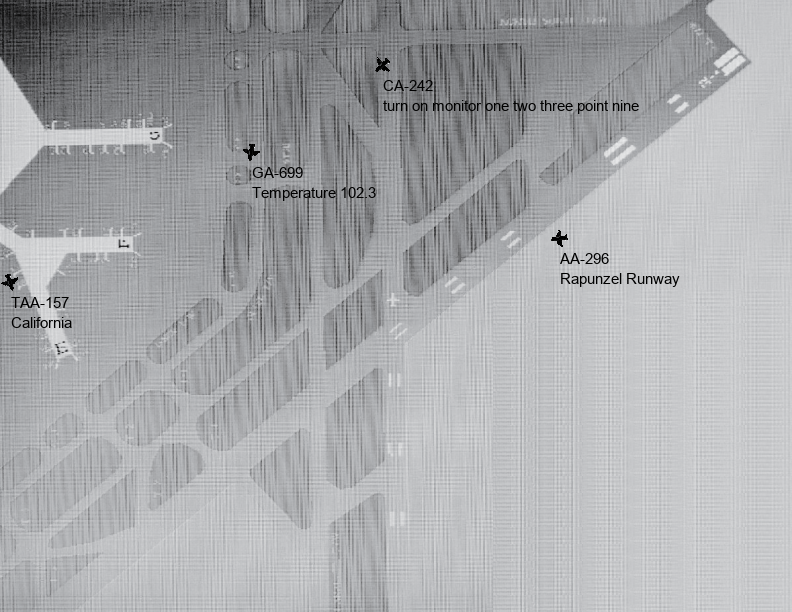 CA-242
turn on monitor one two three point nine
GA-699
Temperature 102.3
AA-296
Rapunzel Runway
TAA-157
California